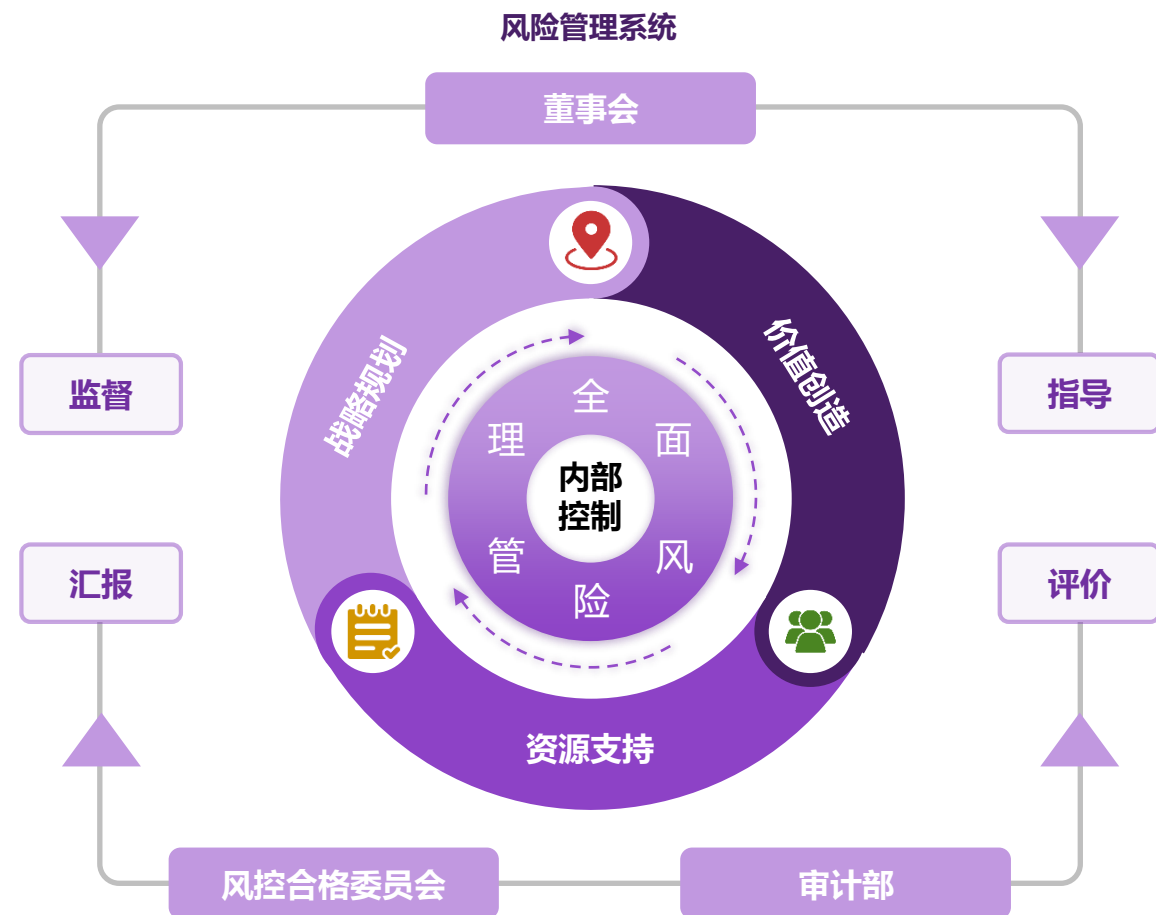 风险管理系统
董事会
监督
指导
战略规划
价值创造
全面风险管理
内部
控制
汇报
评价
资源支持
风控合格委员会
审计部